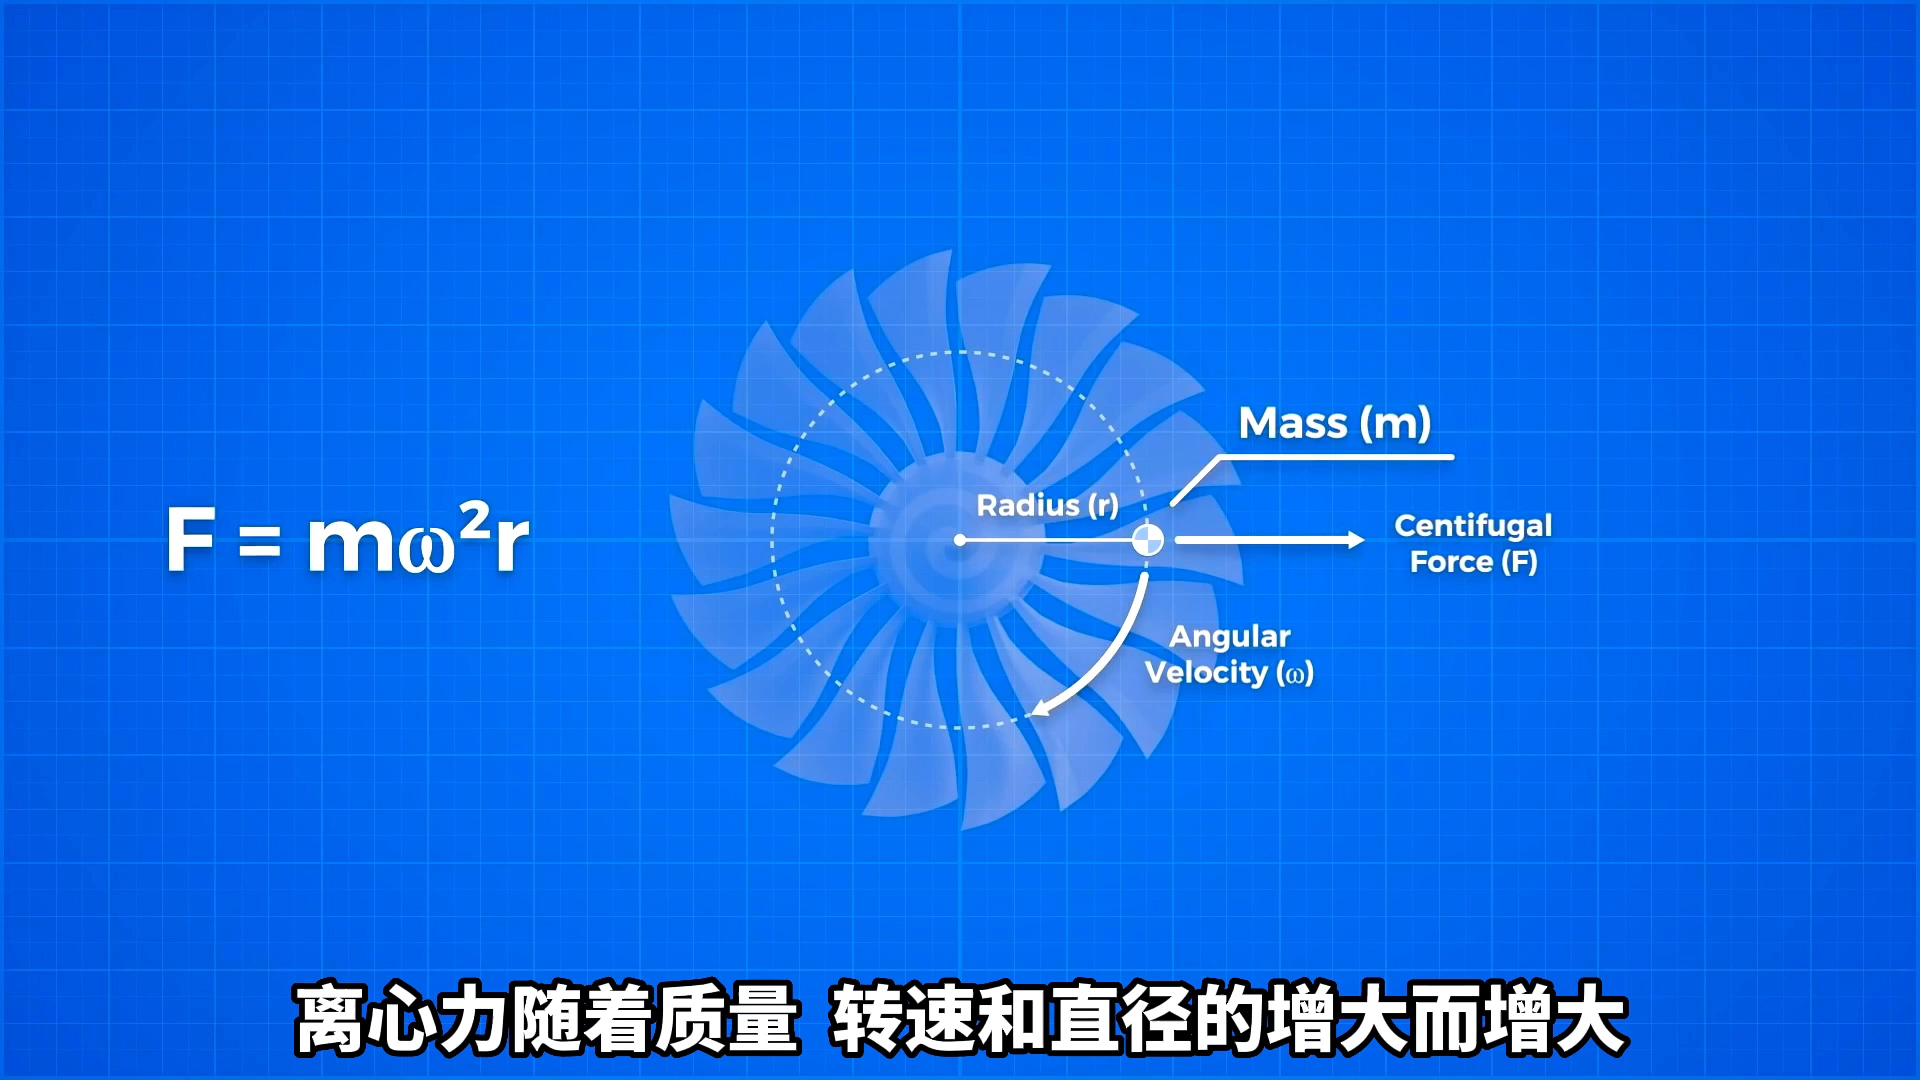 F = mω²r
Mass (m)
Radius (r)
Centifugal
Force (F)
Angular
Velocity (ω)
离心力随着质量 转速和直径的增大而增大